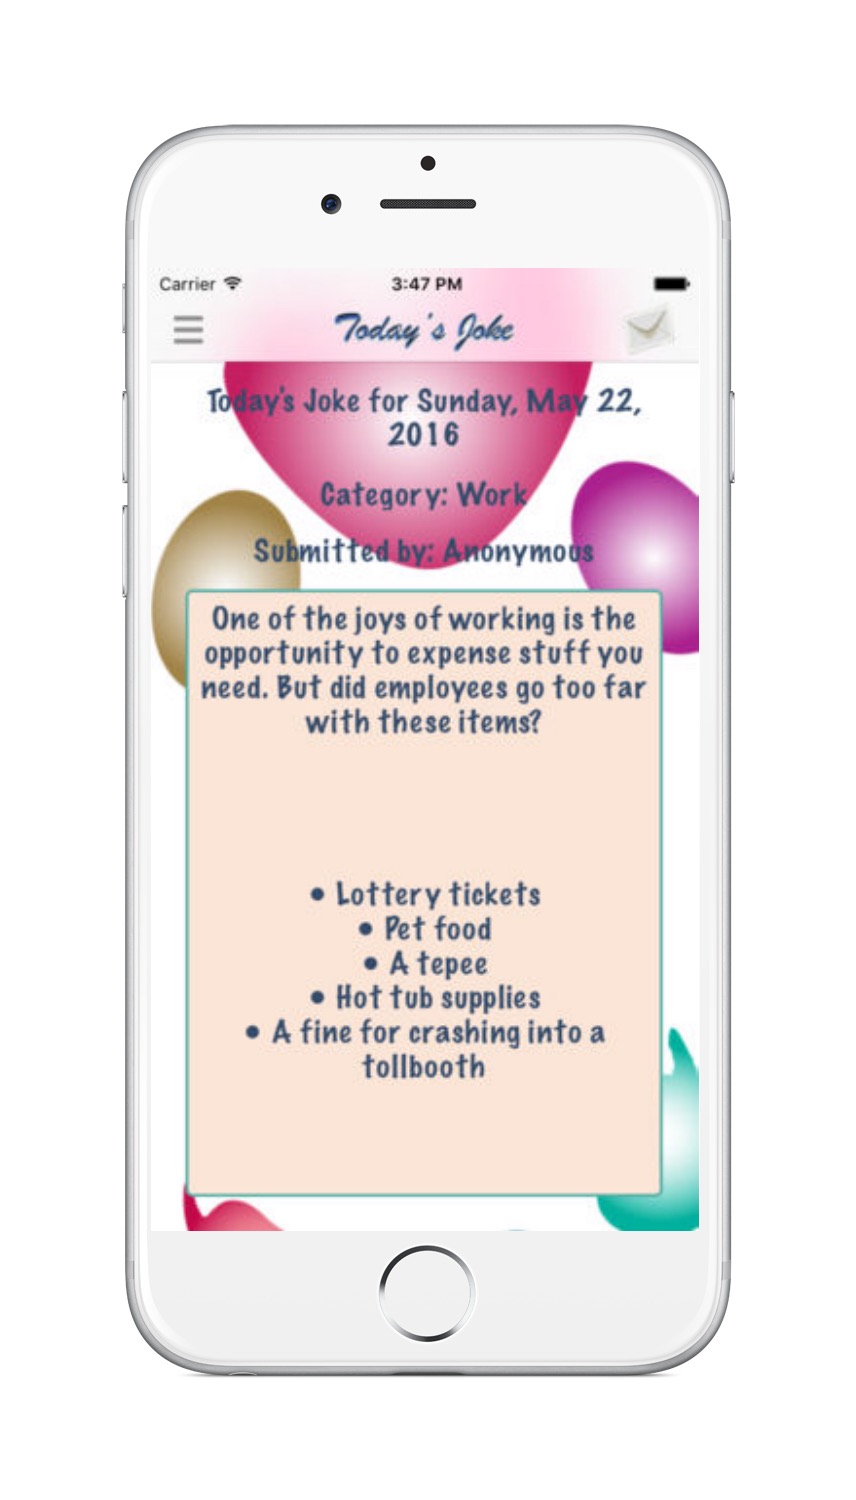 Carrier 3:47 PM
Today's Joke
Today's Joke for Sunday, May 22,
2016
Category: Work
Submitted by: Anonymous
One of the joys of working is the
opportunity to expense stuff you
need. But did employees go too far
with these items?
• Lottery tickets
• Pet food
• A tepee
• Hot tub supplies
• A fine for crashing into a
tollbooth